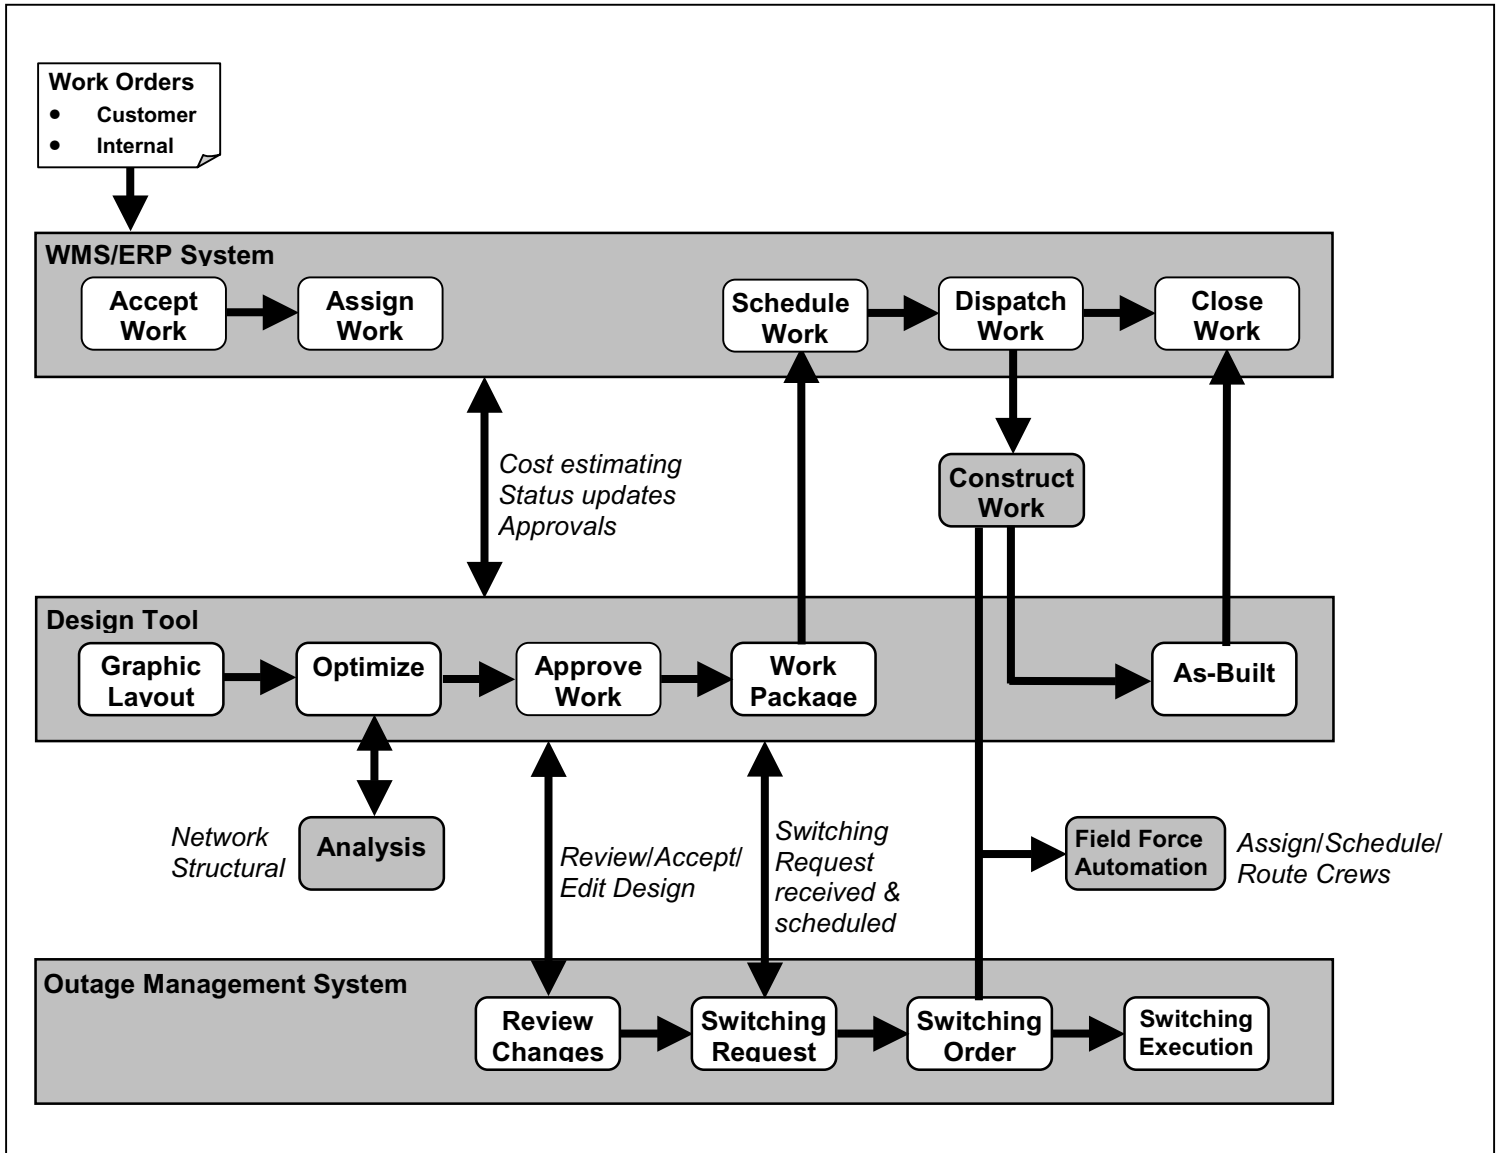 Work Orders
• Customer
• Internal
WMS/ERP System
Accept
Work
Assign
Work
Schedule
Work
Dispatch
Work
Close
Work
Cost estimating
Status updates
Approvals
Construct
Work
Design Tool
Graphic
Layout
Optimize
Approve
Work
Work
Package
As-Built
Network
Structural
Analysis
Review/Accept/
Edit Design
Switching
Request
received &
scheduled
Field Force
Automation
Assign/Schedule/
Route Crews
Outage Management System
Review
Changes
Switching
Request
Switching
Order
Switching
Execution